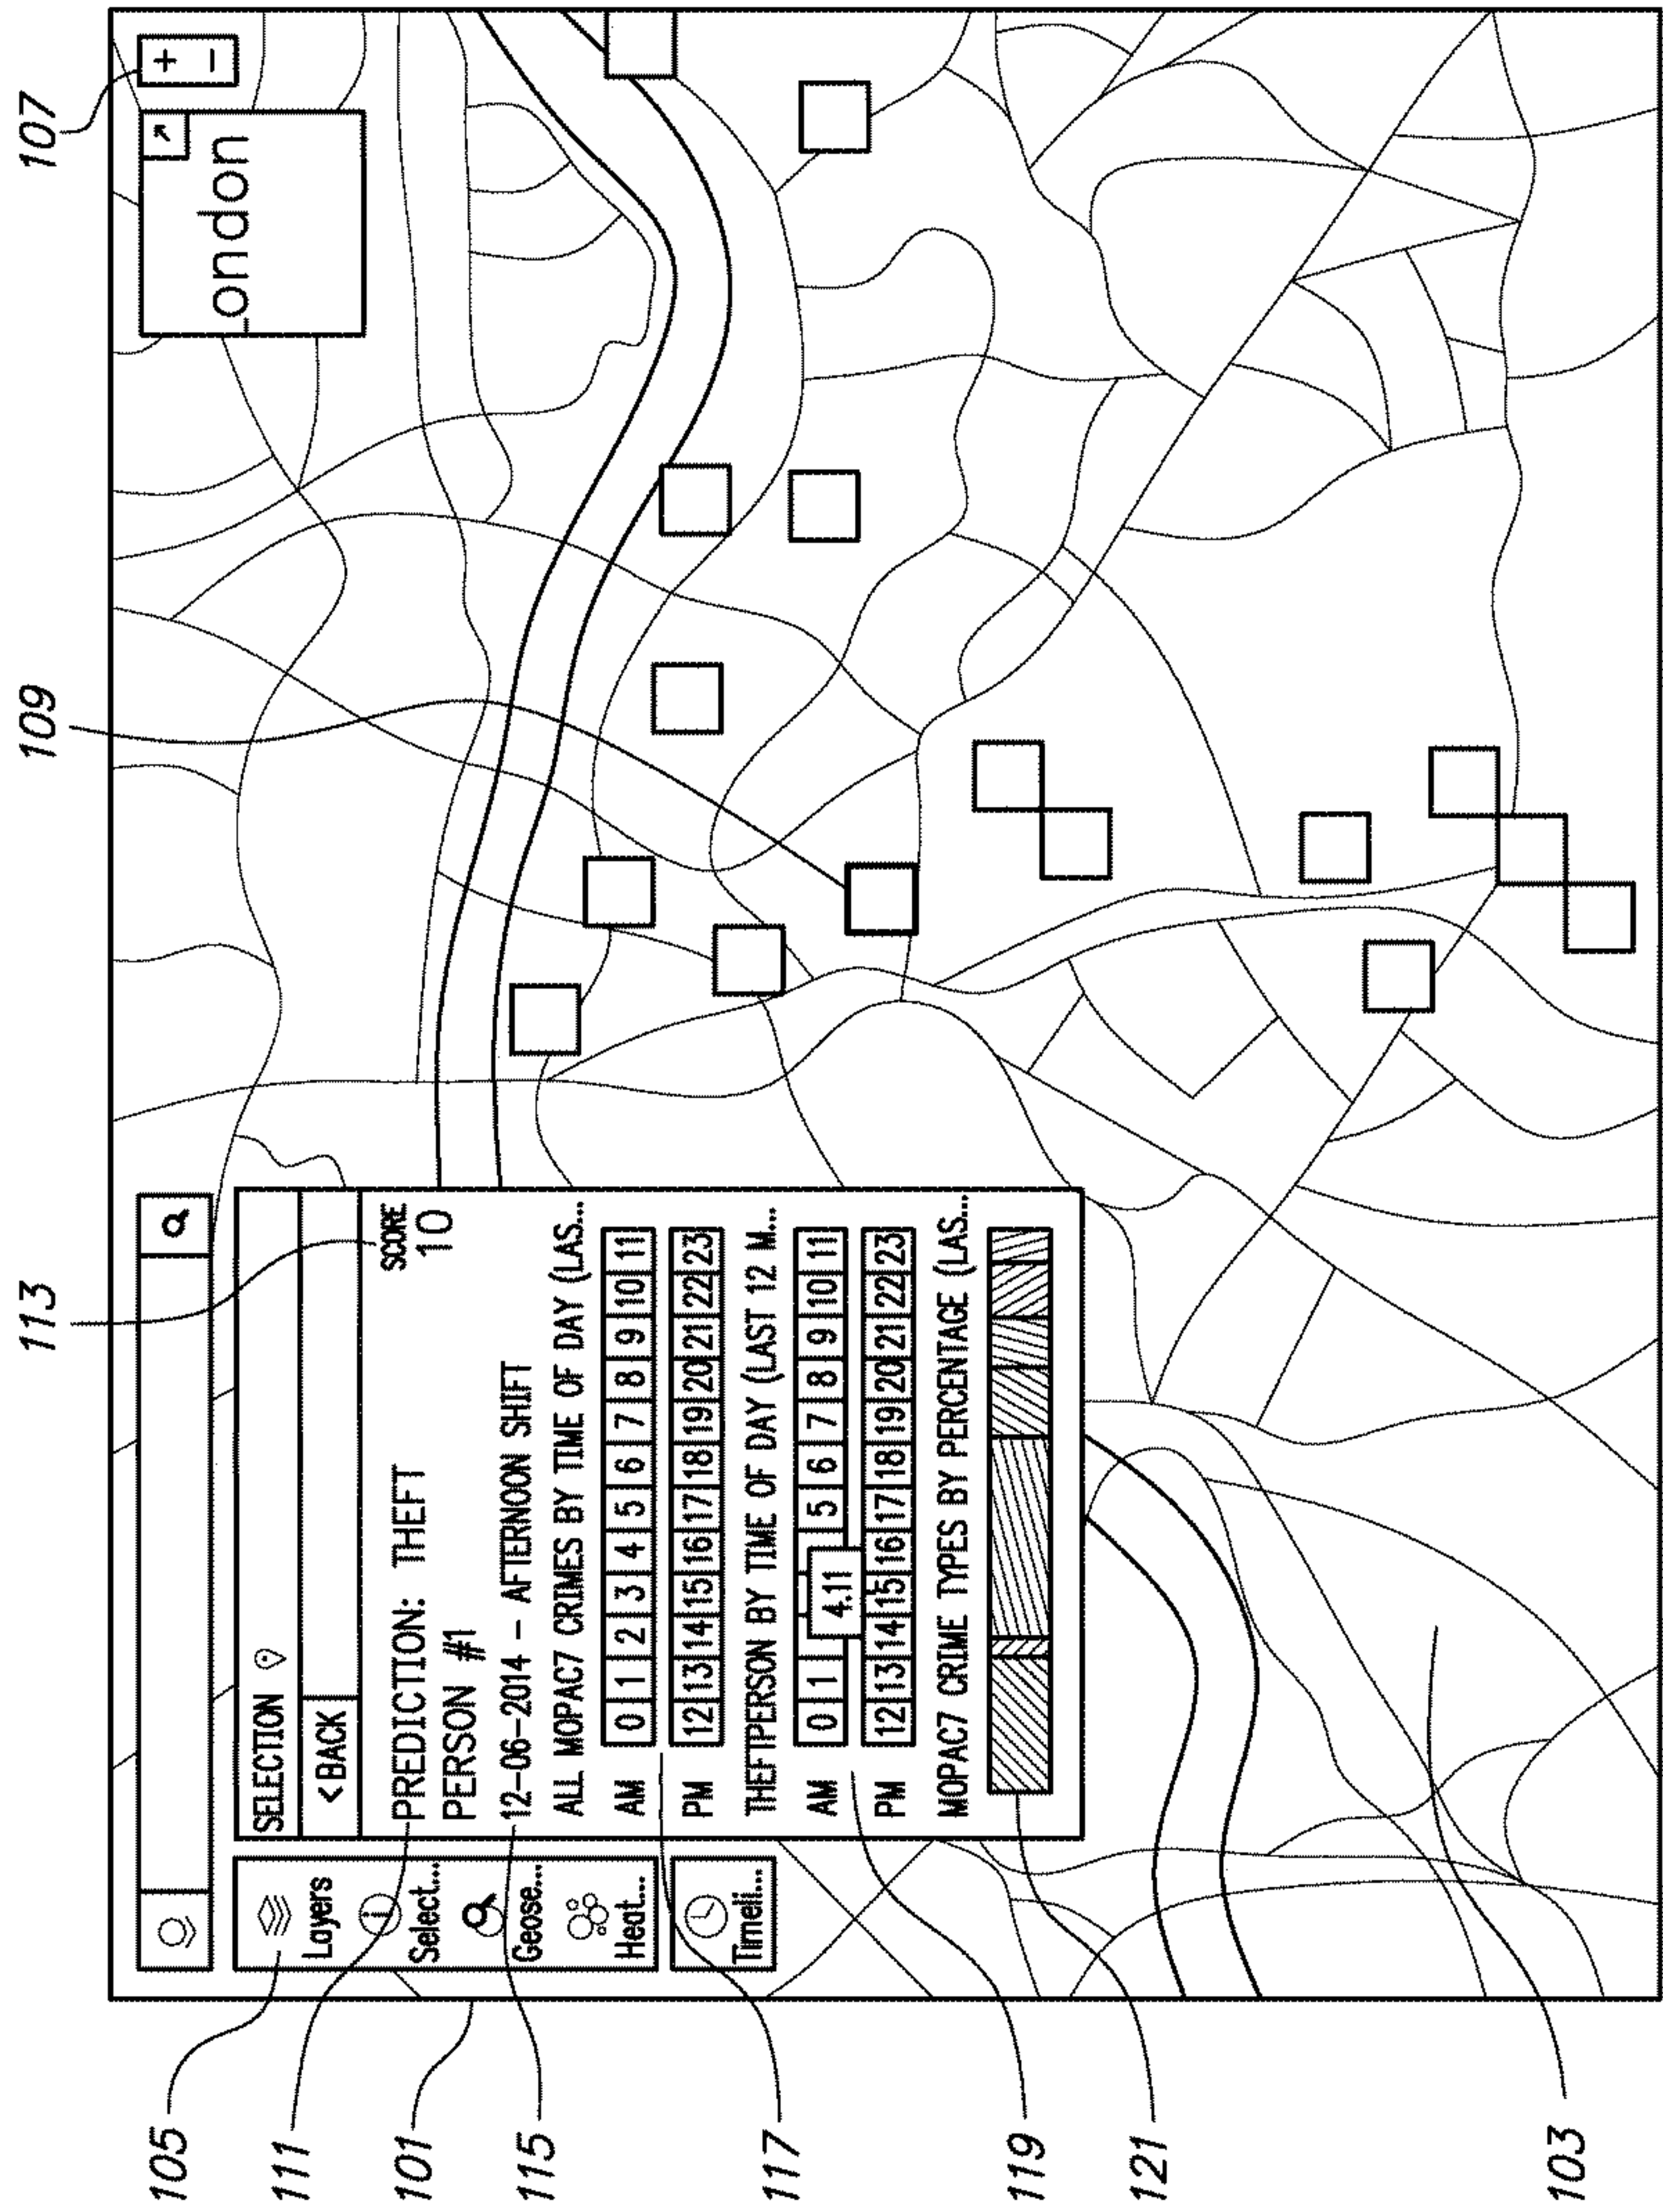 113
109
107
+
−
London
SELECTION
<BACK
SCORE
10
PREDICTION: THEFT
PERSON #1
12-06-2014 - AFTERNOON SHIFT
ALL MOPAC7 CRIMES BY TIME OF DAY (LAS...
AM 0 1 2 3 4 5 6 7 8 9 10 11
PM 12 13 14 15 16 17 18 19 20 21 22 23
THEFTPERSON BY TIME OF DAY (LAST 12 M...
AM 0 1 5 6 7 8 9 10 11
4.11
PM 12 13 14 15 16 17 18 19 20 21 22 23
MOPAC7 CRIME TYPES BY PERCENTAGE (LAS...
Layers
Select...
Geose...
Heat...
Timeli...
105
111
101
115
117
119
121
103